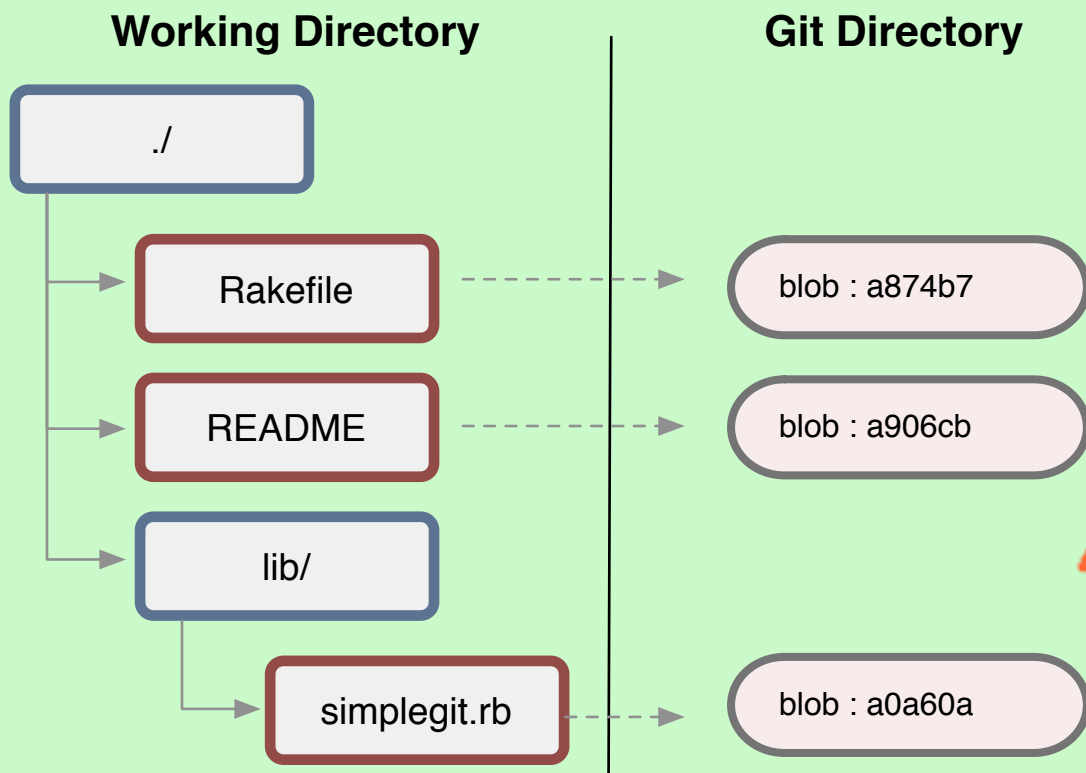 Working Directory
Git Directory
./
Rakefile
blob : a874b7
README
blob : a906cb
lib/
simplegit.rb
blob : a0a60a